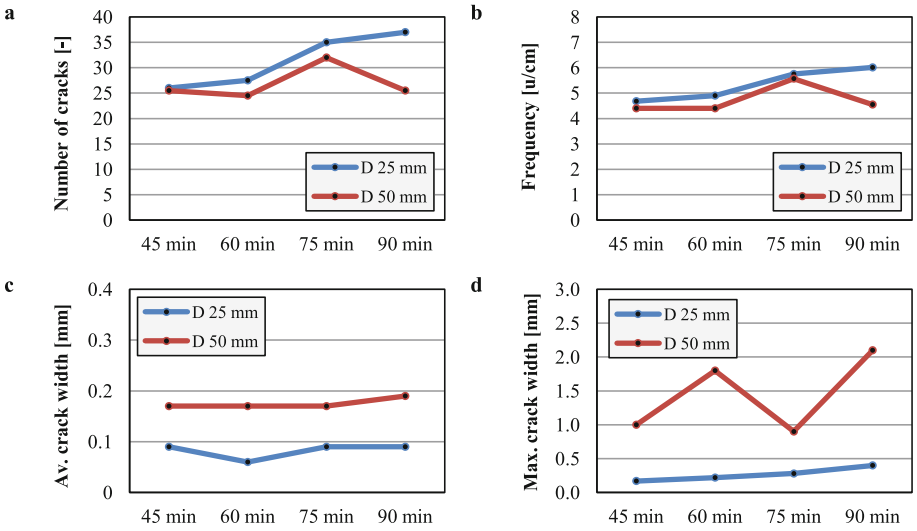 a
Number of cracks [-]
40
35
30
25
20
15
10
5
0
D 25 mm
D 50 mm
45 min 60 min 75 min 90 min
b
Frequency [u/cm]
8
7
6
5
4
3
2
1
0
D 25 mm
D 50 mm
45 min 60 min 75 min 90 min
c
Av. crack width [mm]
0.4
0.3
0.2
0.1
0
D 25 mm
D 50 mm
45 min 60 min 75 min 90 min
d
Max. crack width [mm]
3.0
2.5
2.0
1.5
1.0
0.5
0.0
D 25 mm
D 50 mm
45 min 60 min 75 min 90 min